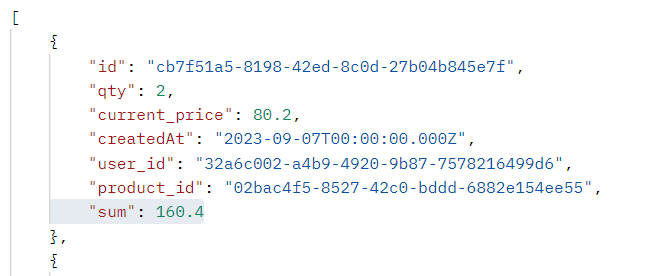 [
{
"id": "cb7f51a5-8198-42ed-8c0d-27b04b845e7f",
"qty": 2,
"current_price": 80.2,
"createdAt": "2023-09-07T00:00:00.000Z",
"user_id": "32a6c002-a4b9-4920-9b87-7578216499d6",
"product_id": "02bac4f5-8527-42c0-bddd-6882e154ee55",
"sum": 160.4
},
{